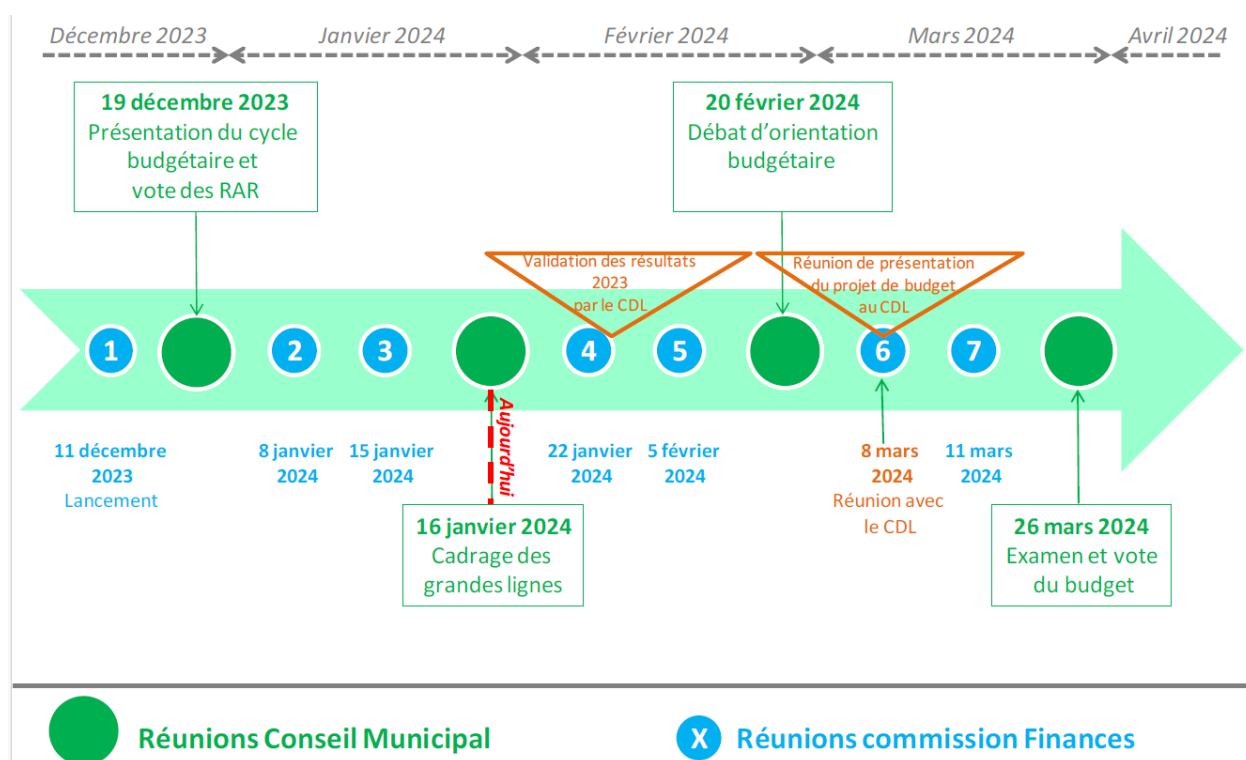 Décembre 2023
Janvier 2024
Février 2024
Mars 2024
Avril 2024
19 décembre 2023
Présentation du cycle
budgétaire et
vote des RAR
20 février 2024
Débat d’orientation
budgétaire
Validation des résultats
2023
par le CDL
Réunion de présentation
du projet de budget
au CDL
1
2
3
4
5
6
7
Aujourd’hui
11 décembre
2023
Lancement
8 janvier
2024
15 janvier
2024
22 janvier
2024
5 février
2024
8 mars
2024
Réunion avec
le CDL
11 mars
2024
16 janvier 2024
Cadrage des
grandes lignes
26 mars 2024
Examen et vote
du budget
Réunions Conseil Municipal
X
Réunions commission Finances